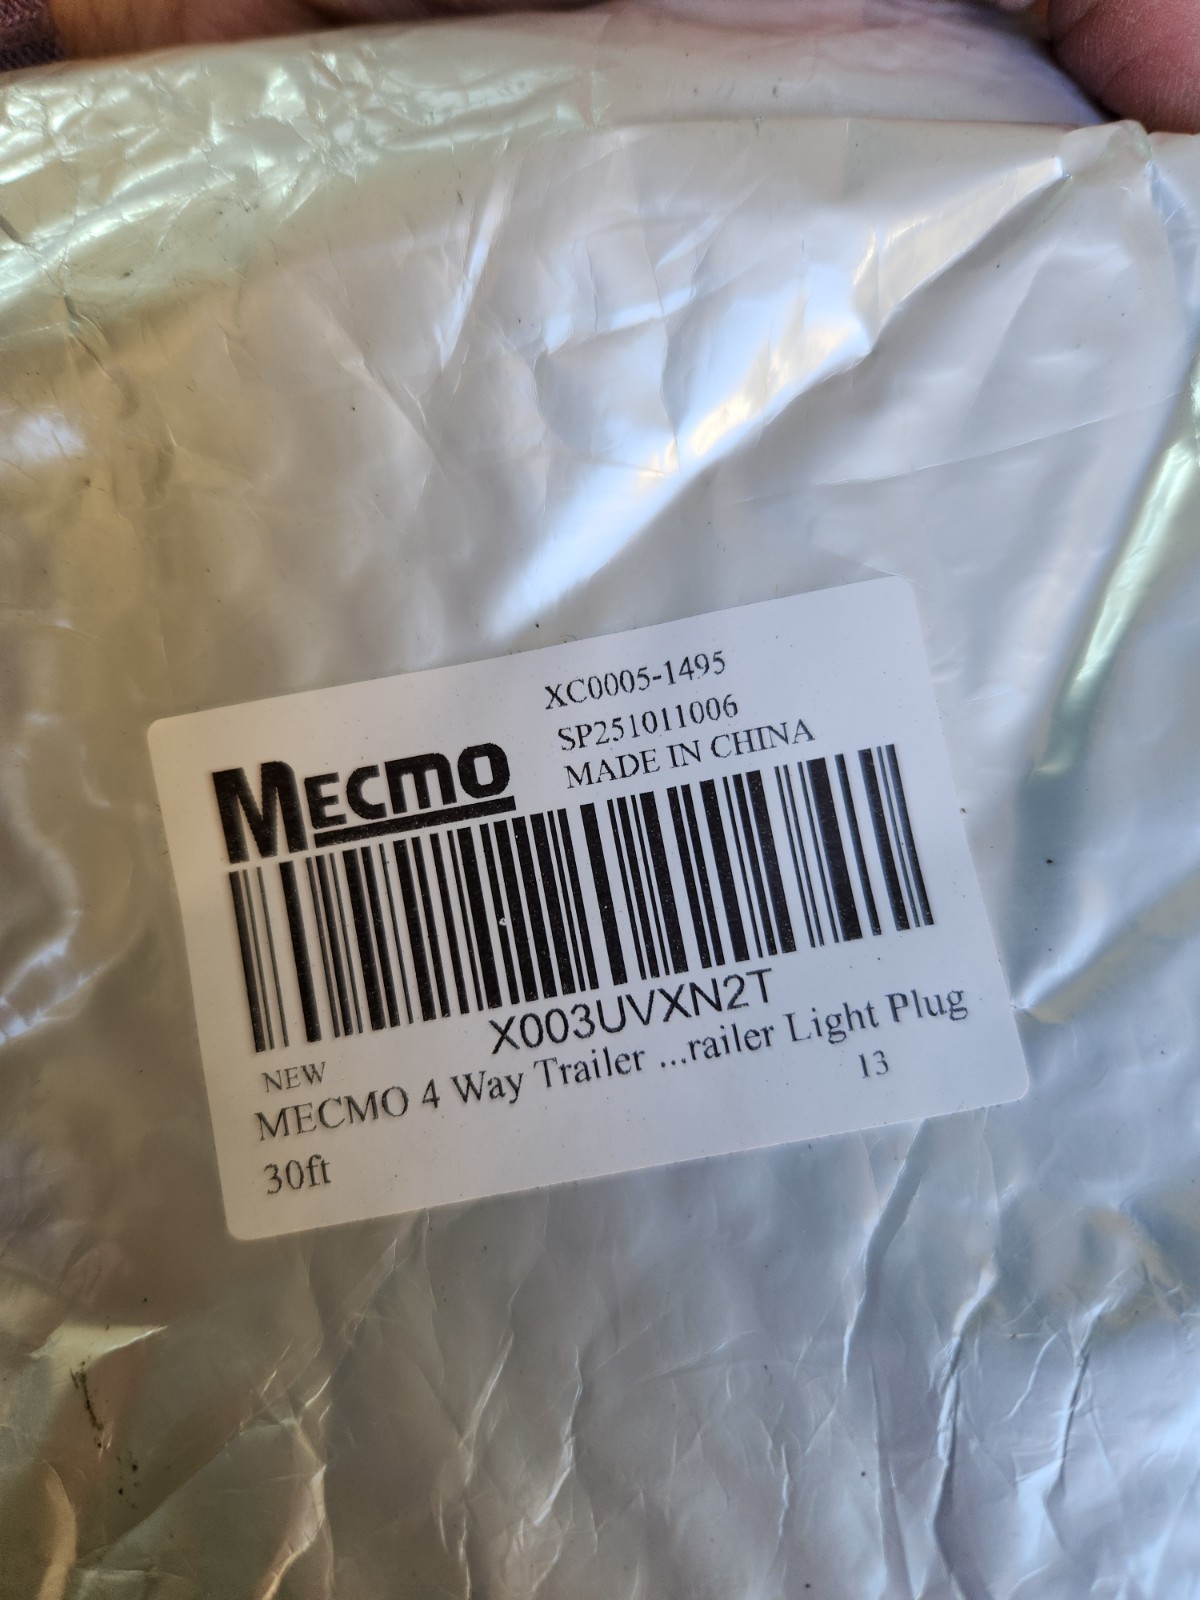 XC0005-1495
SP251011006
MADE IN CHINA
MECMO
X003UVXN2T
NEW
MECMO 4 Way Trailer ...railer Light Plug
13
30ft